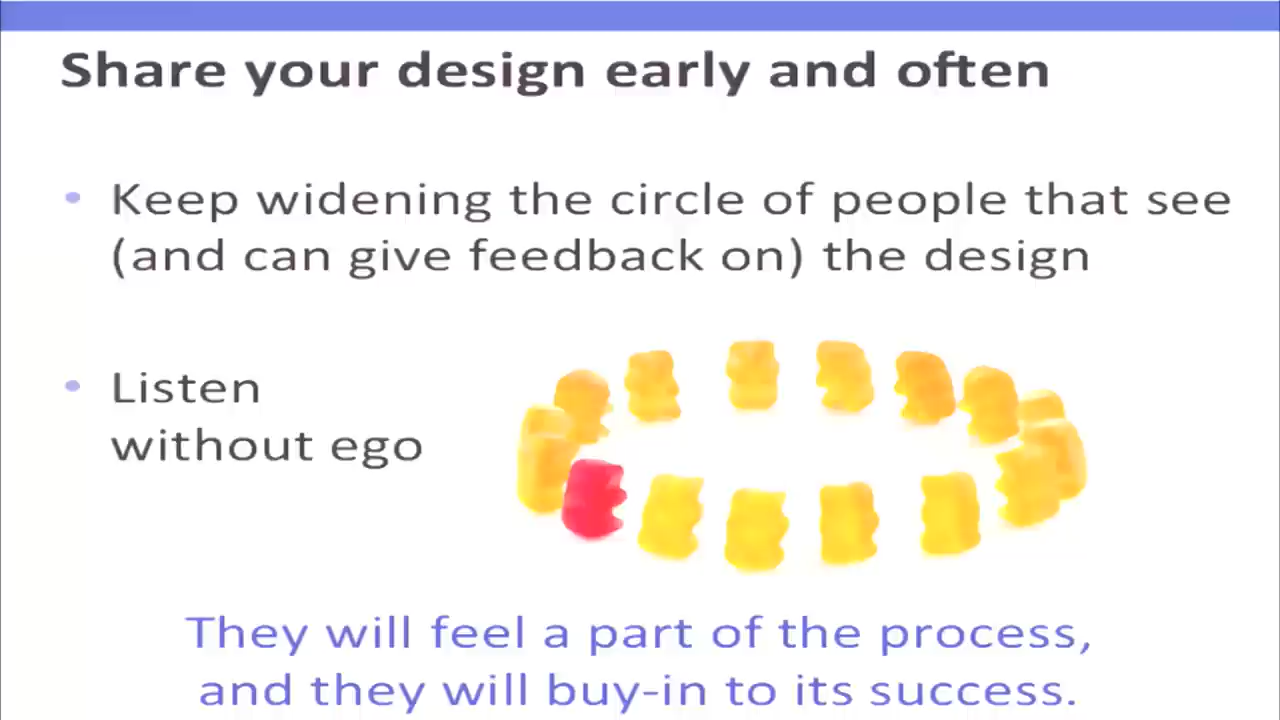 Share your design early and often
• Keep widening the circle of people that see
(and can give feedback on) the design
• Listen
without ego
They will feel a part of the process,
and they will buy-in to its success.